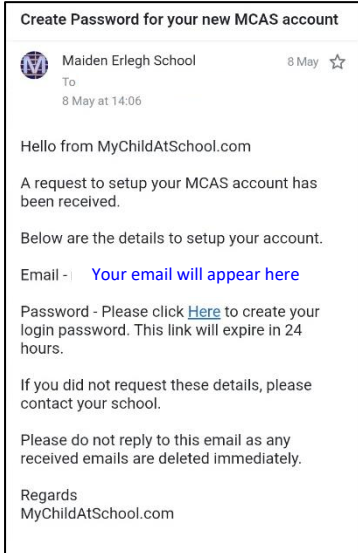 Create Password for your new MCAS account
M
Maiden Erlegh School 8 May
To
8 May at 14:06
Hello from MyChildAtSchool.com
A request to setup your MCAS account has
been received.
Below are the details to setup your account.
Email - Your email will appear here
Password - Please click Here to create your
login password. This link will expire in 24
hours.
If you did not request these details, please
contact your school.
Please do not reply to this email as any
received emails are deleted immediately.
Regards
MyChildAtSchool.com